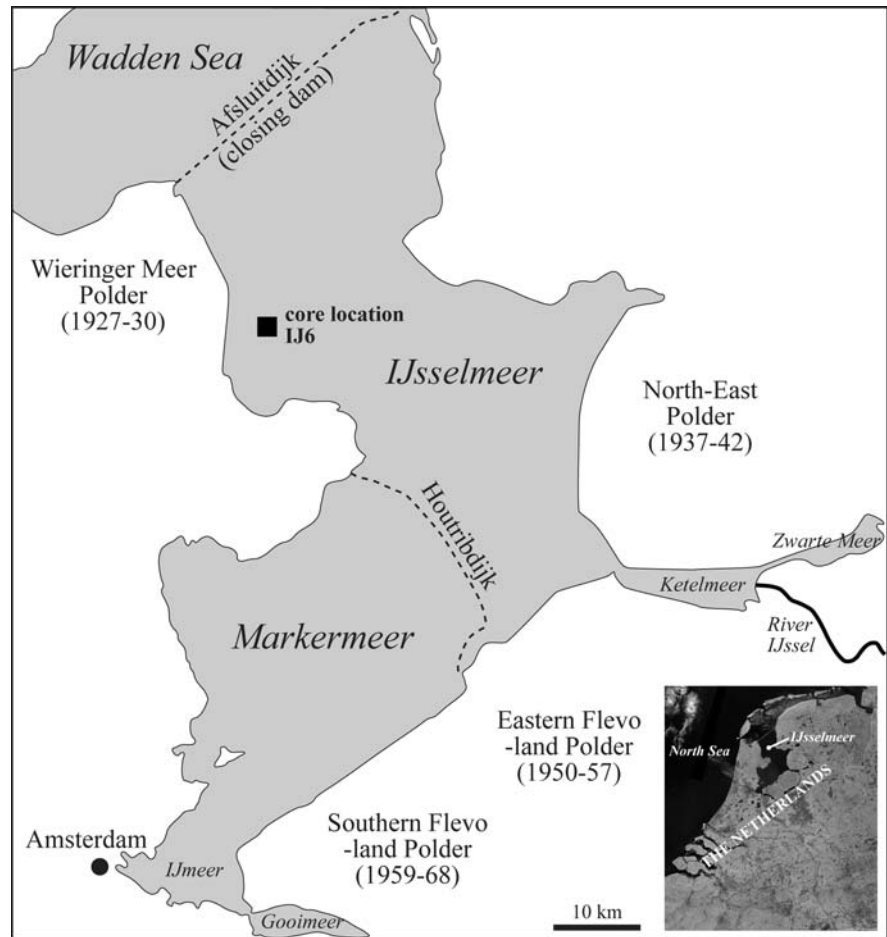 Wadden Sea
Afsluitdijk
(closing dam)
Wieringer Meer
Polder
(1927-30)
core location
IJ6
IJsselmeer
North-East
Polder
(1937-42)
Houtribdijk
Zwarte Meer
Ketelmeer
River
IJssel
Markermeer
Eastern Flevo
-land Polder
(1950-57)
North Sea
IJsselmeer
THE NETHERLANDS
Southern Flevo
-land Polder
(1959-68)
Amsterdam
IJmeer
Gooimeer
10 km